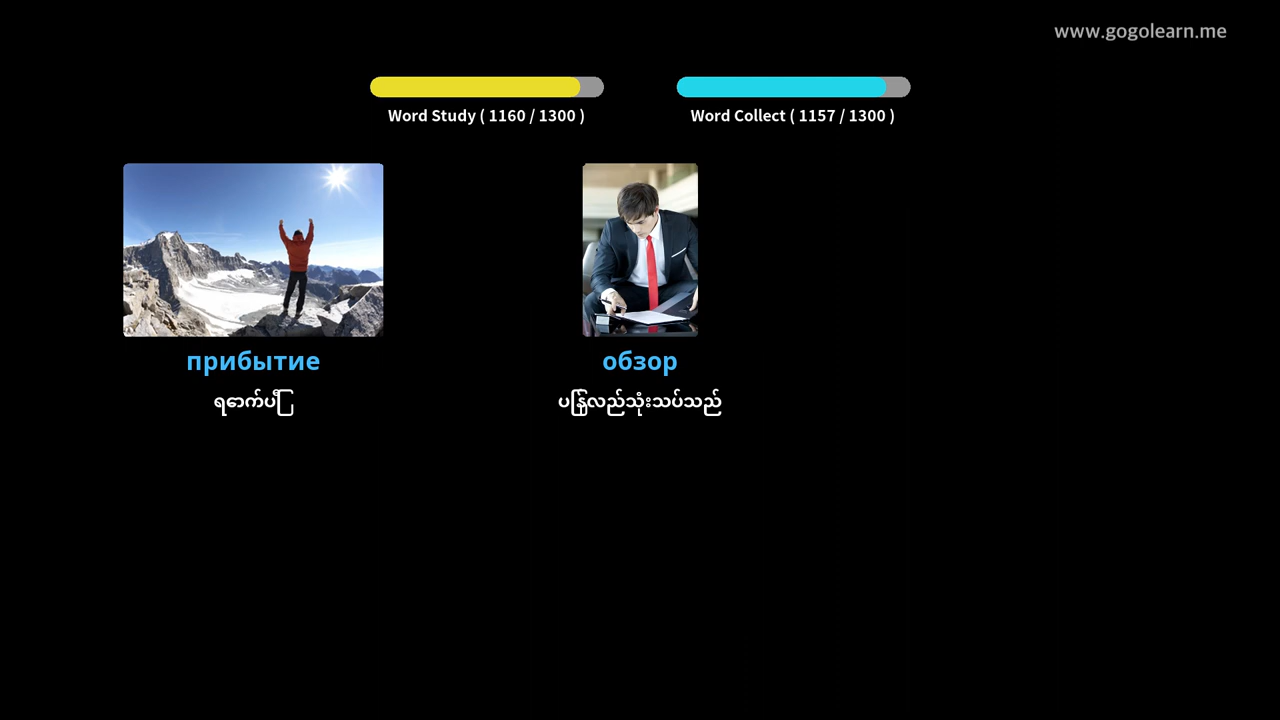 www.gogolearn.me
Word Study ( 1160 / 1300 )
Word Collect ( 1157 / 1300 )
прибытие
обзор
ရောက်ပြီ
ပြန်လည်သုံးသပ်သည်